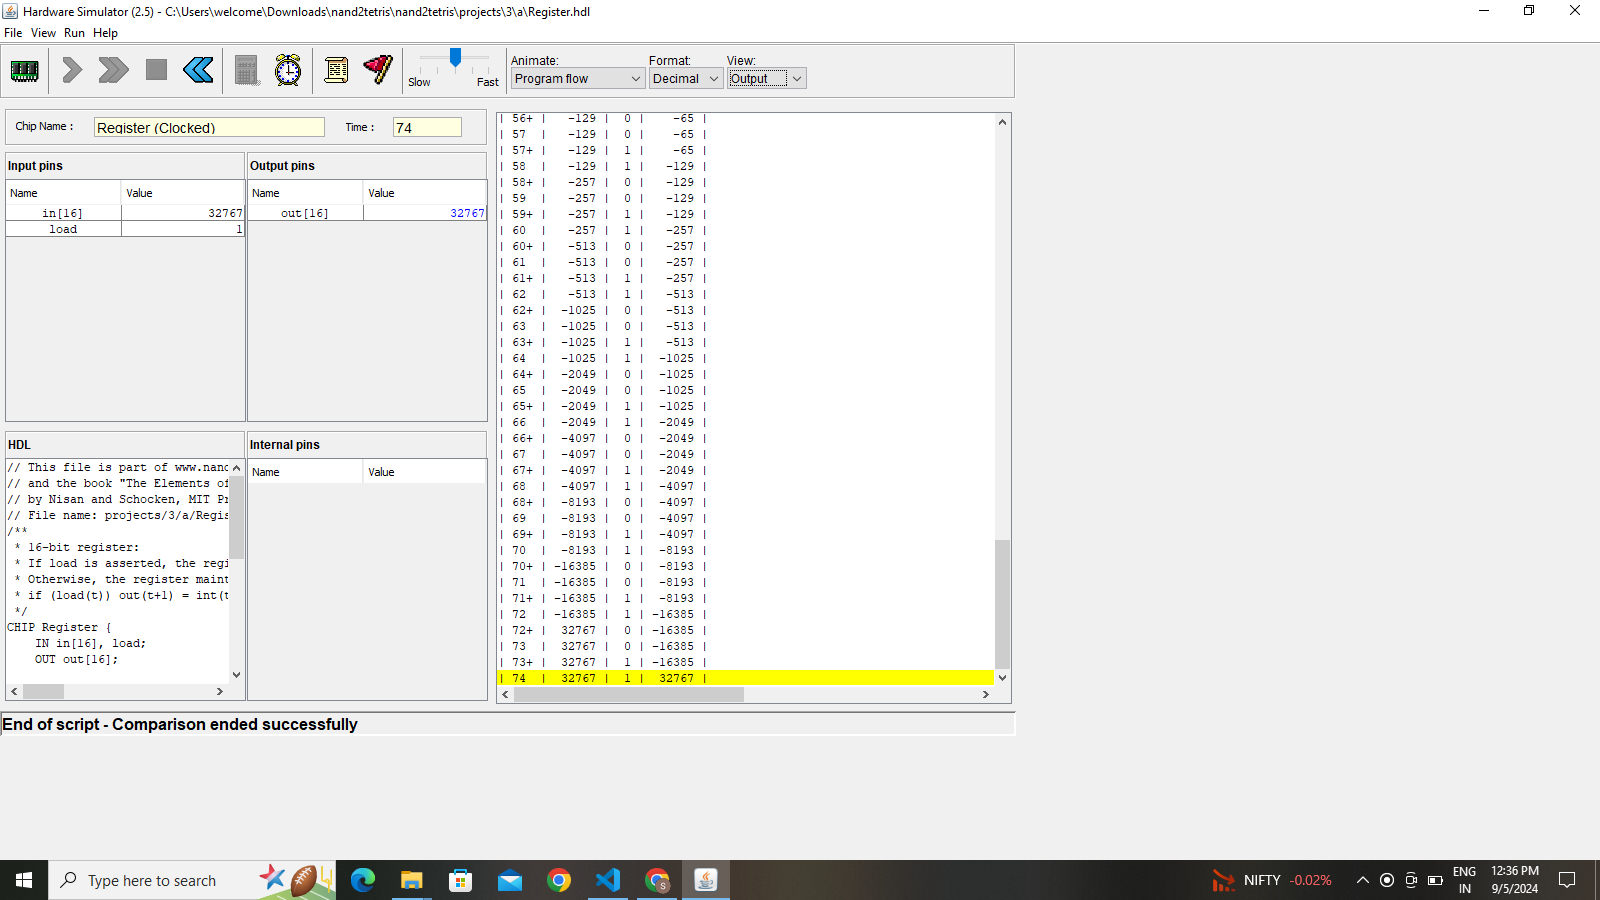 Hardware Simulator (2.5) - C:\Users\welcome\Downloads\nand2tetris\nand2tetris\projects\3\a\Register.hdl
File View Run Help
Animate: Format: View:
Slow Fast Program flow Decimal Output
Chip Name : Register (Clocked) Time : 74
Input pins
Name Value
in[16] 32767
load 1
Output pins
Name Value
out[16] 32767
HDL
// This file is part of www.nand
// and the book "The Elements of
// by Nisan and Schocken, MIT Pr
// File name: projects/3/a/Regis
/**
* 16-bit register:
* If load is asserted, the regi
* Otherwise, the register maint
* if (load(t)) out(t+1) = int(t
*/
CHIP Register {
IN in[16], load;
OUT out[16];
Internal pins
Name Value
| 56+ | -129 | 0 | -65 |
| 57 | -129 | 0 | -65 |
| 57+ | -129 | 1 | -65 |
| 58 | -129 | 1 | -129 |
| 58+ | -257 | 0 | -129 |
| 59 | -257 | 0 | -129 |
| 59+ | -257 | 1 | -129 |
| 60 | -257 | 1 | -257 |
| 60+ | -513 | 0 | -257 |
| 61 | -513 | 0 | -257 |
| 61+ | -513 | 1 | -257 |
| 62 | -513 | 1 | -513 |
| 62+ | -1025 | 0 | -513 |
| 63 | -1025 | 0 | -513 |
| 63+ | -1025 | 1 | -513 |
| 64 | -1025 | 1 | -1025 |
| 64+ | -2049 | 0 | -1025 |
| 65 | -2049 | 0 | -1025 |
| 65+ | -2049 | 1 | -1025 |
| 66 | -2049 | 1 | -2049 |
| 66+ | -4097 | 0 | -2049 |
| 67 | -4097 | 0 | -2049 |
| 67+ | -4097 | 1 | -2049 |
| 68 | -4097 | 1 | -4097 |
| 68+ | -8193 | 0 | -4097 |
| 69 | -8193 | 0 | -4097 |
| 69+ | -8193 | 1 | -4097 |
| 70 | -8193 | 1 | -8193 |
| 70+ | -16385 | 0 | -8193 |
| 71 | -16385 | 0 | -8193 |
| 71+ | -16385 | 1 | -8193 |
| 72 | -16385 | 1 | -16385 |
| 72+ | 32767 | 0 | -16385 |
| 73 | 32767 | 0 | -16385 |
| 73+ | 32767 | 1 | -16385 |
| 74 | 32767 | 1 | 32767 |
End of script - Comparison ended successfully
Type here to search
S
NIFTY -0.02%
ENG
IN
12:36 PM
9/5/2024